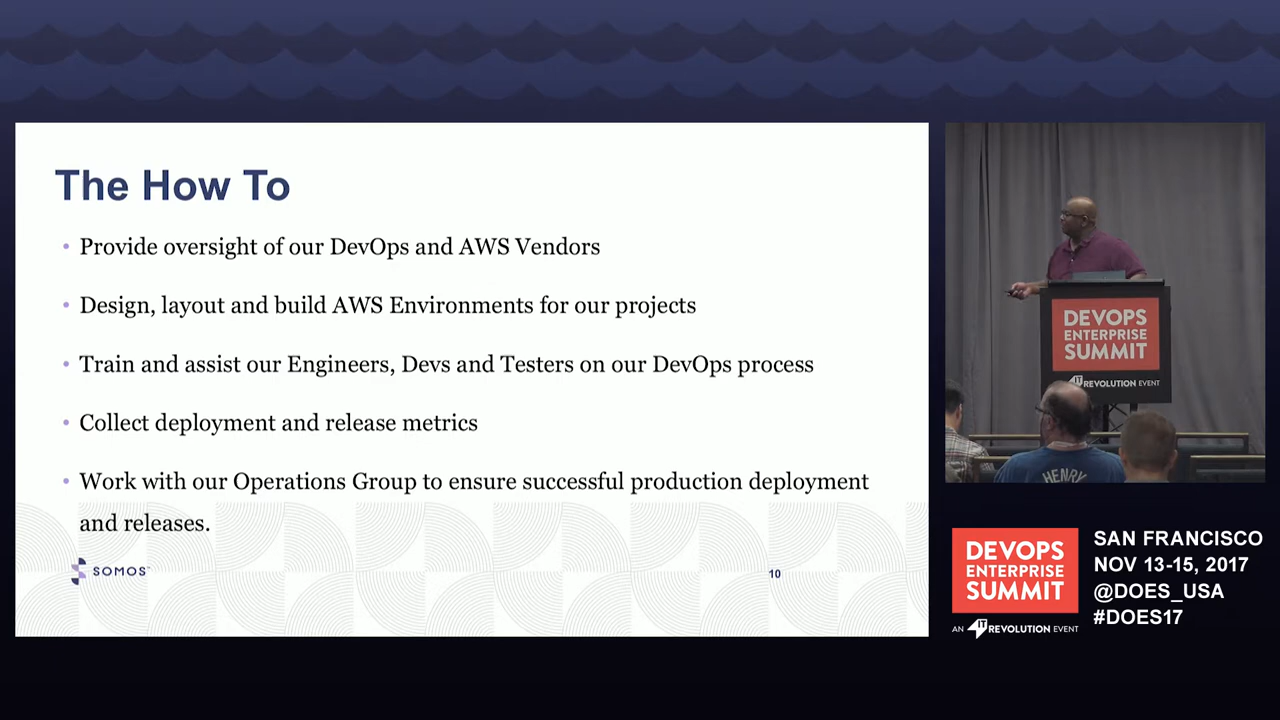 The How To
• Provide oversight of our DevOps and AWS Vendors
• Design, layout and build AWS Environments for our projects
• Train and assist our Engineers, Devs and Testers on our DevOps process
• Collect deployment and release metrics
• Work with our Operations Group to ensure successful production deployment
and releases.
SOMOS
10
DEVOPS
ENTERPRISE
SUMMIT
IT REVOLUTION EVENT
HENRY
DEVOPS
ENTERPRISE
SUMMIT
AN IT REVOLUTION EVENT
SAN FRANCISCO
NOV 13-15, 2017
@DOES_USA
#DOES17